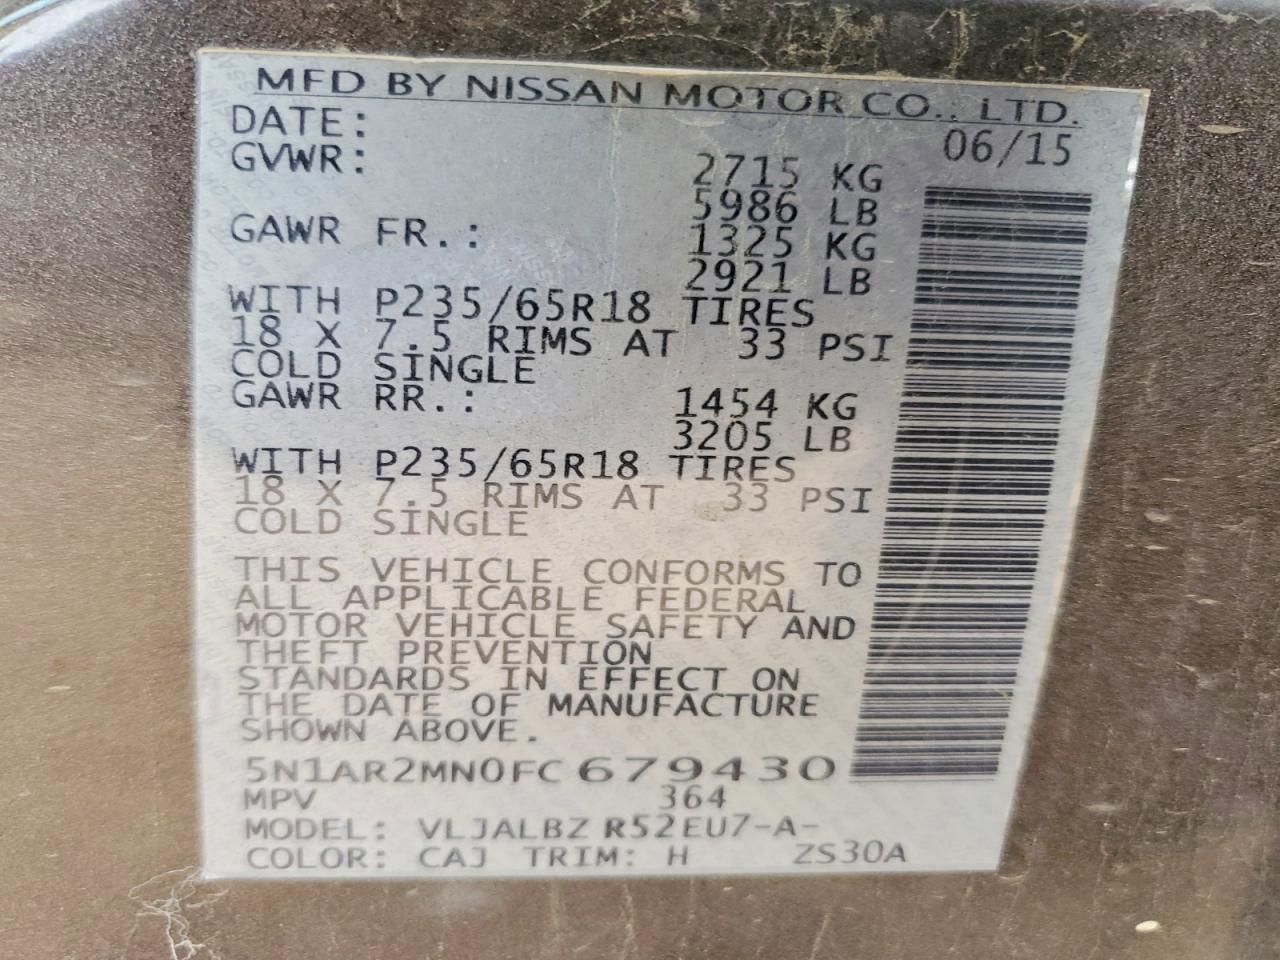 MFD BY NISSAN MOTOR CO., LTD.
DATE: 06/15
GVWR: 2715 KG
5986 LB
GAWR FR.: 1325 KG
2921 LB
WITH P235/65R18 TIRES
18 X 7.5 RIMS AT 33 PSI
COLD SINGLE
GAWR RR.: 1454 KG
3205 LB
WITH P235/65R18 TIRES
18 X 7.5 RIMS AT 33 PSI
COLD SINGLE
THIS VEHICLE CONFORMS TO
ALL APPLICABLE FEDERAL
MOTOR VEHICLE SAFETY AND
THEFT PREVENTION
STANDARDS IN EFFECT ON
THE DATE OF MANUFACTURE
SHOWN ABOVE.
5N1AR2MN0FC679430
MPV 364
MODEL: VLJALBZ R52EU7-A-
COLOR: CAJ TRIM: H ZS30A